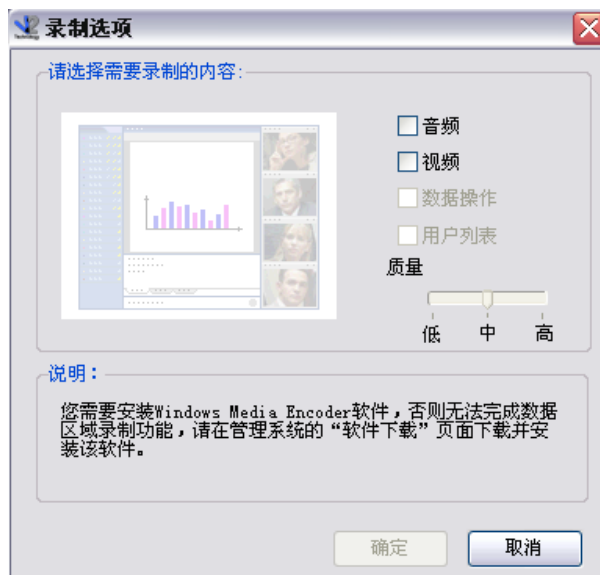 录制选项
请选择需要录制的内容:
音频
视频
数据操作
用户列表
质量
低 中 高
说明：
您需要安装Windows Media Encoder软件，否则无法完成数据
区域录制功能，请在管理系统的“软件下载”页面下载并安
装该软件。
确定 取消